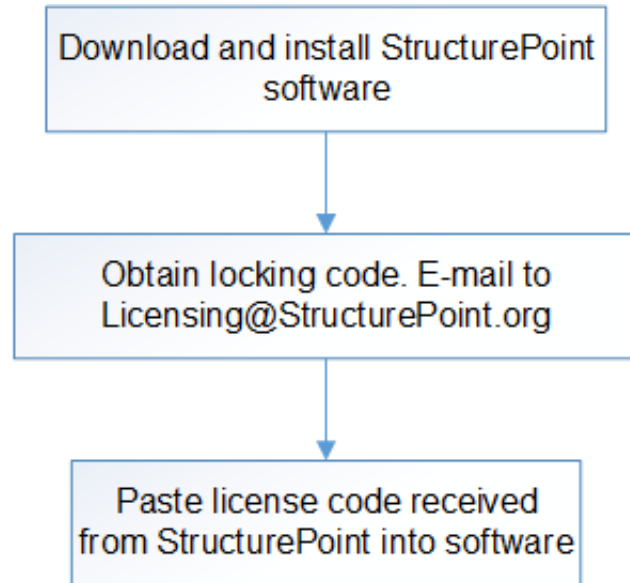 Download and install StructurePoint
software
Obtain locking code. E-mail to
Licensing@StructurePoint.org
Paste license code received
from StructurePoint into software